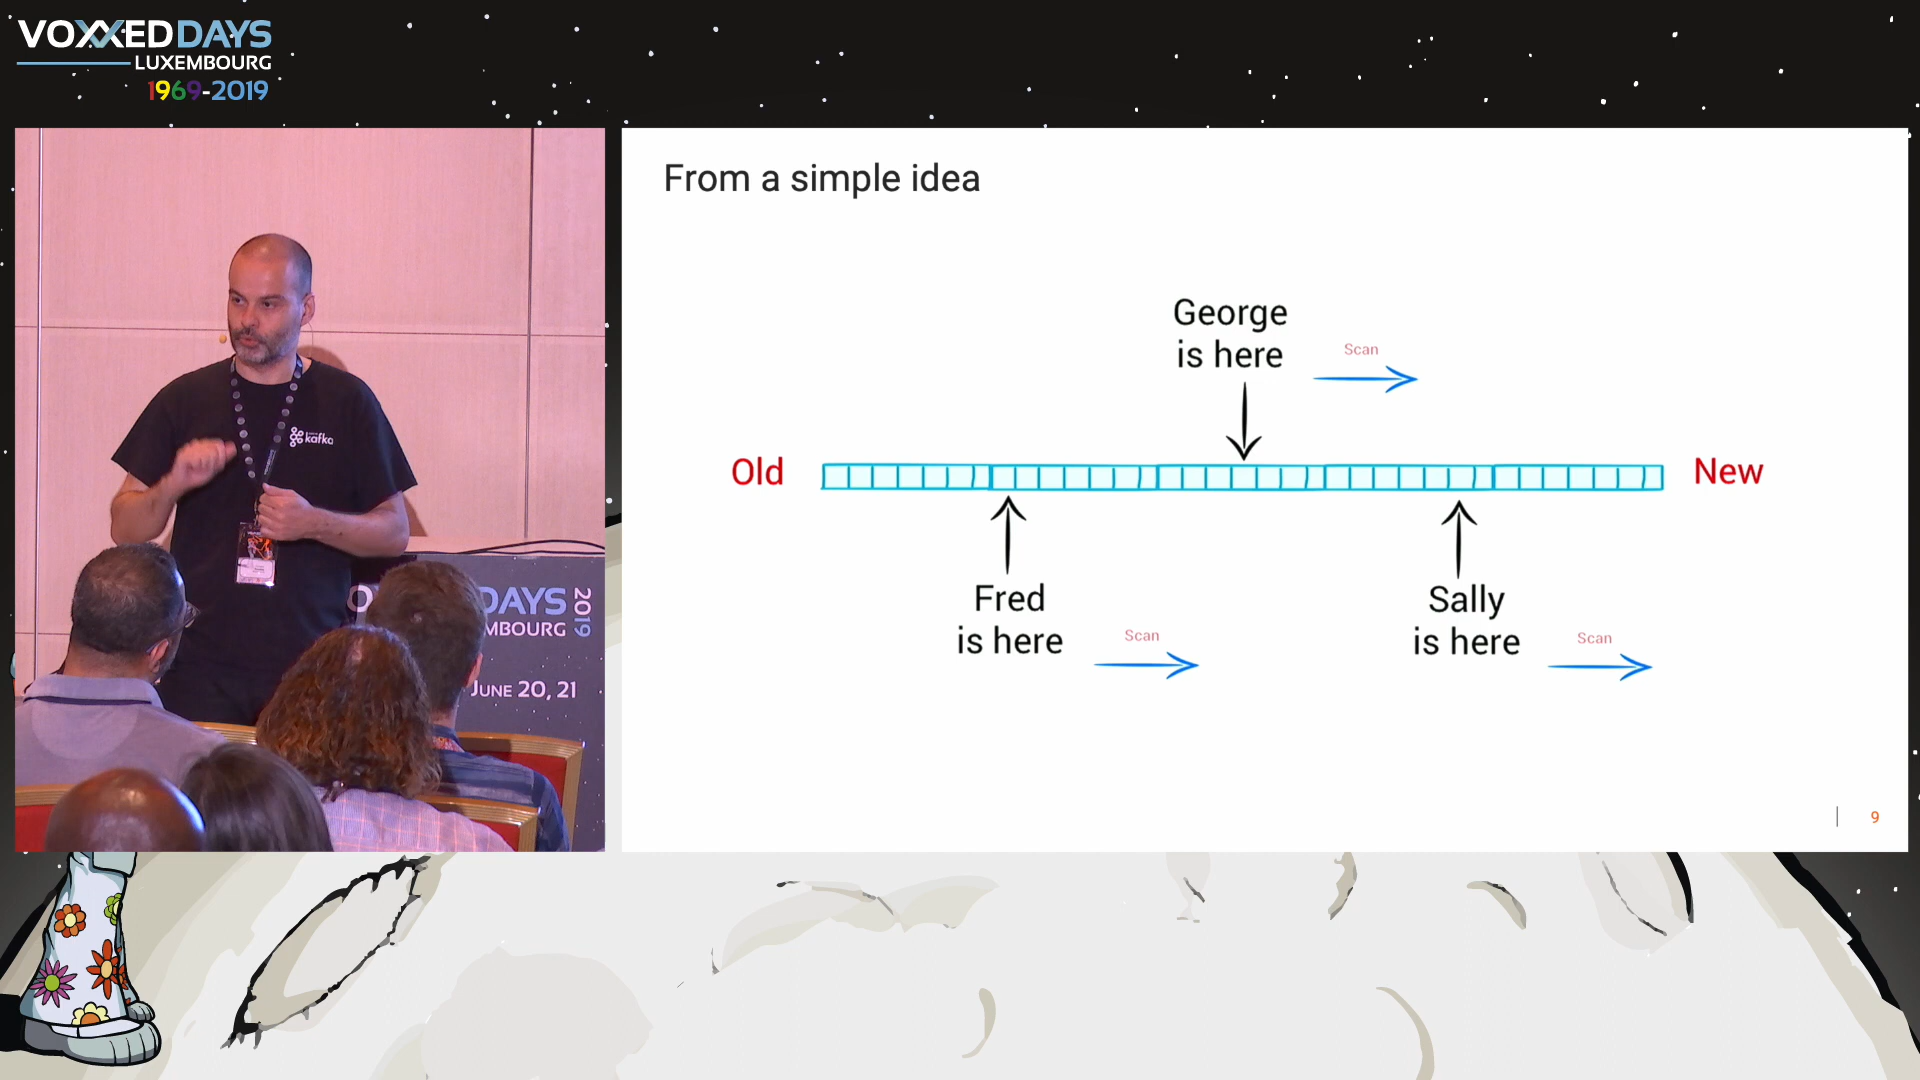 VOXXEDDAYS
LUXEMBOURG
1969-2019
From a simple idea
George
is here
Scan
Old
New
Fred
is here
Scan
Sally
is here
Scan
9
kafka
DAYS
2019
MBOURG
JUNE 20, 21